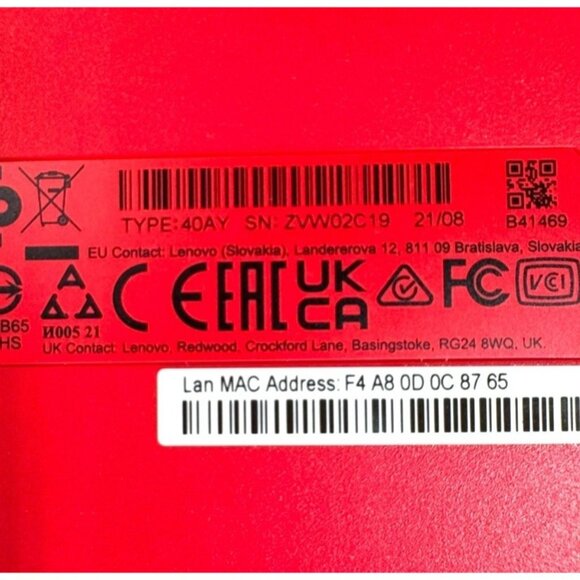 TYPE:40AY SN: ZVW02C19 21/08 B41469
EU Contact: Lenovo (Slovakia), Landererova 12, 811 09 Bratislava, Slovakia
CE EAC UK CA FC VCI
B65
HS
И005 21
UK Contact: Lenovo, Redwood, Crockford Lane, Basingstoke, RG24 8WQ, UK.
Lan MAC Address: F4 A8 0D 0C 87 65